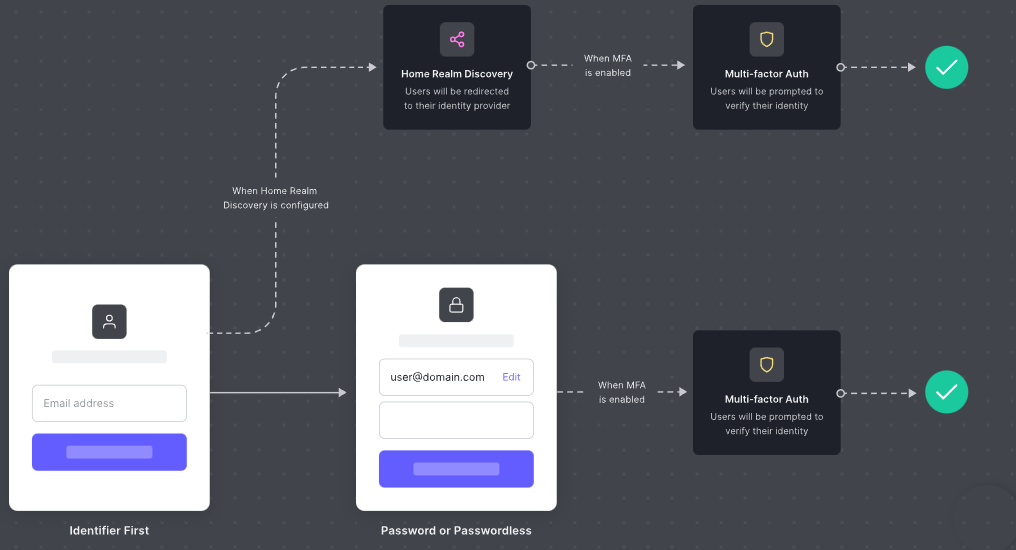 Home Realm Discovery
Users will be redirected
to their identity provider
When MFA
is enabled
Multi-factor Auth
Users will be prompted to
verify their identity
When Home Realm
Discovery is configured
Email address
Identifier First
user@domain.com Edit
Password or Passwordless
When MFA
is enabled
Multi-factor Auth
Users will be prompted to
verify their identity